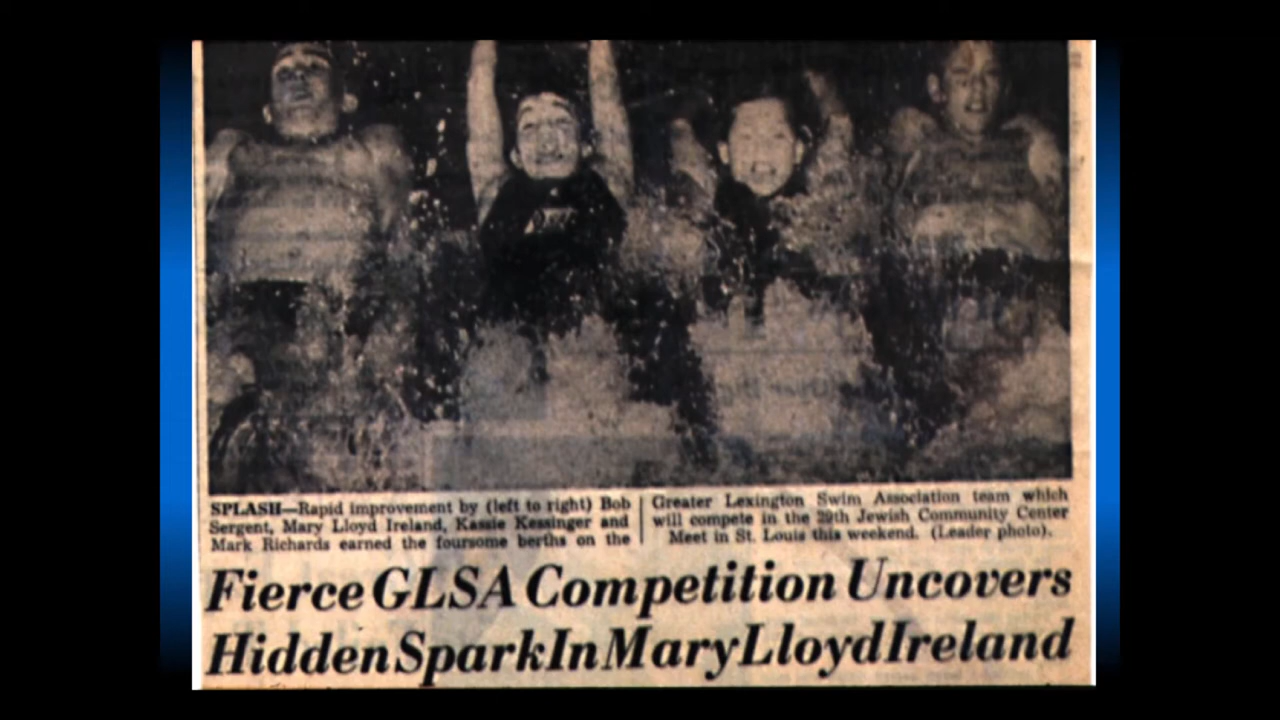 SPLASH—Rapid improvement by (left to right) Bob
Sergent, Mary Lloyd Ireland, Kassie Kessinger and
Mark Richards earned the foursome berths on the
Greater Lexington Swim Association team which
will compete in the 29th Jewish Community Center
Meet in St. Louis this weekend. (Leader photo).
Fierce GLSA Competition Uncovers
Hidden Spark In Mary Lloyd Ireland